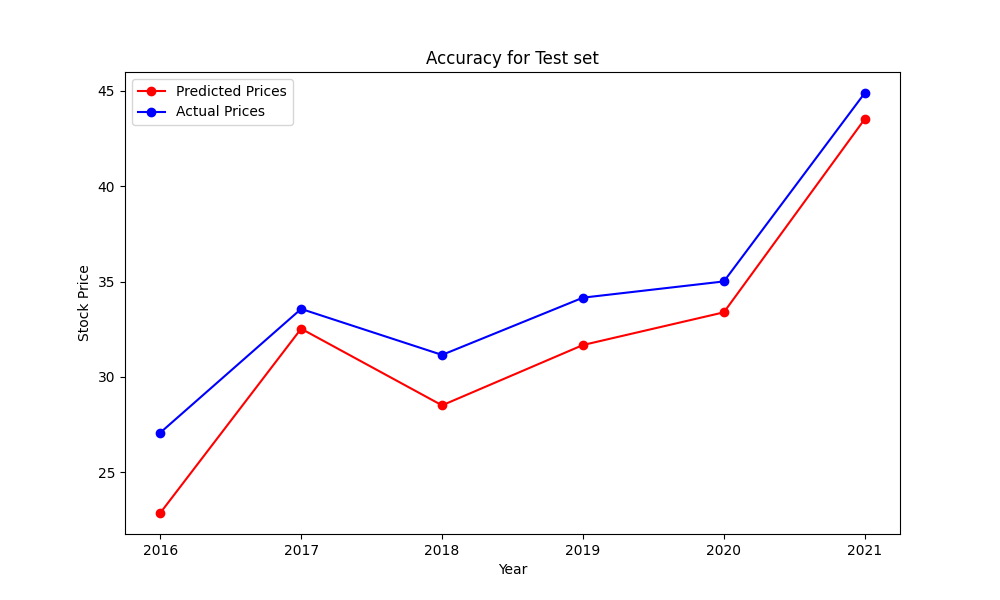 Accuracy for Test set
Predicted Prices
Actual Prices
45
40
35
30
25
Stock Price
2016 2017 2018 2019 2020 2021
Year